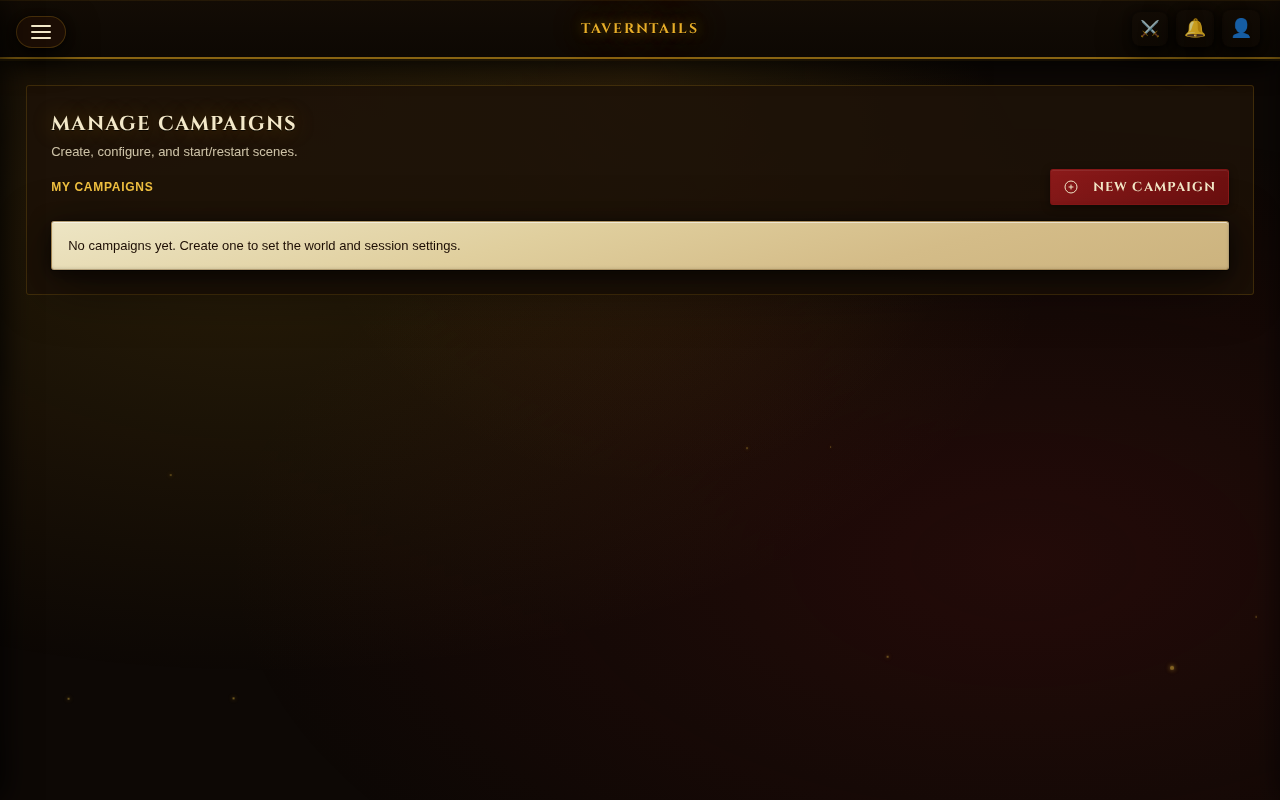 TAVERNTAILS
MANAGE CAMPAIGNS
Create, configure, and start/restart scenes.
MY CAMPAIGNS
NEW CAMPAIGN
No campaigns yet. Create one to set the world and session settings.